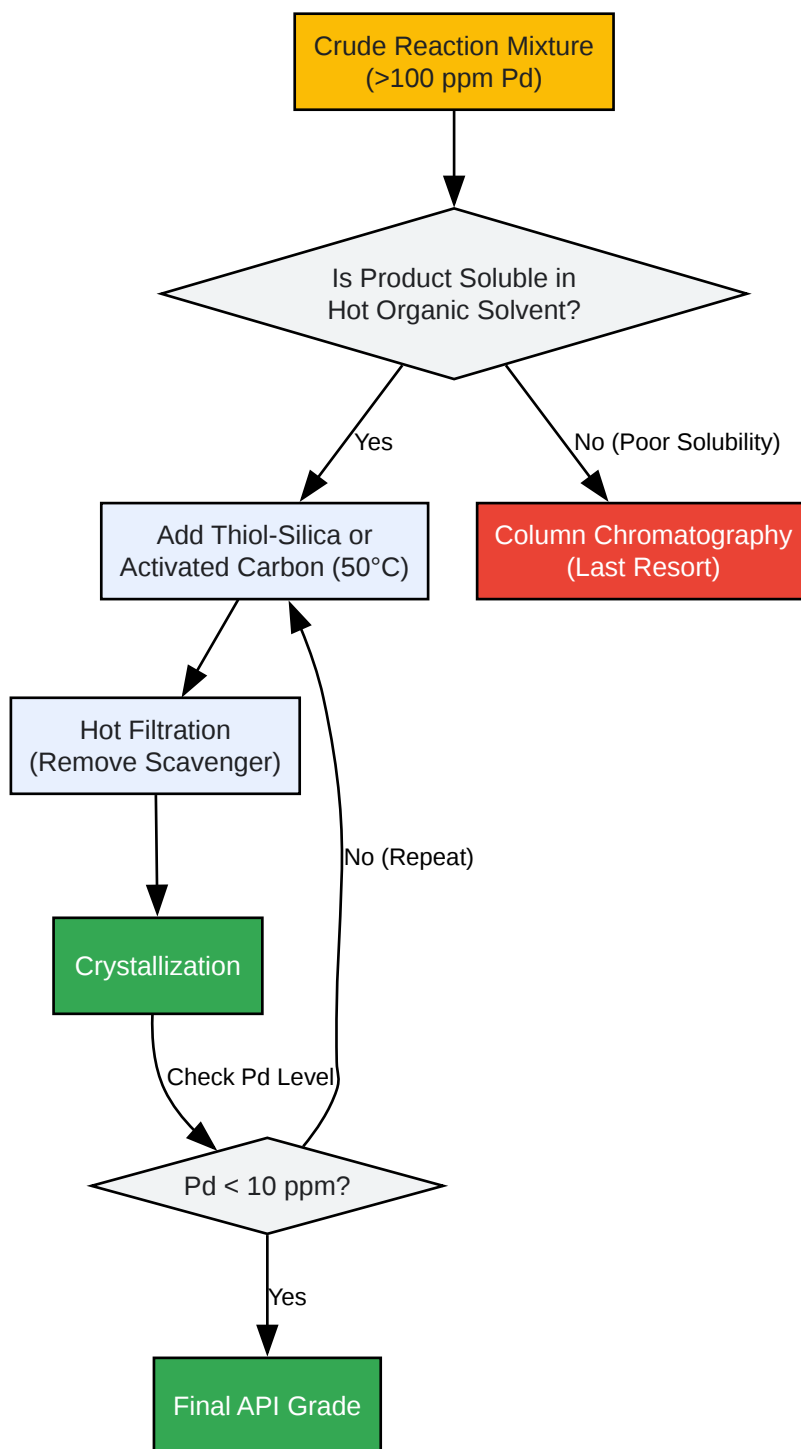 Crude Reaction Mixture
(>100 ppm Pd)
Is Product Soluble in
Hot Organic Solvent?
Yes
No (Poor Solubility)
Add Thiol-Silica or
Activated Carbon (50°C)
Column Chromatography
(Last Resort)
Hot Filtration
(Remove Scavenger)
No (Repeat)
Crystallization
Check Pd Level
Pd < 10 ppm?
Yes
Final API Grade